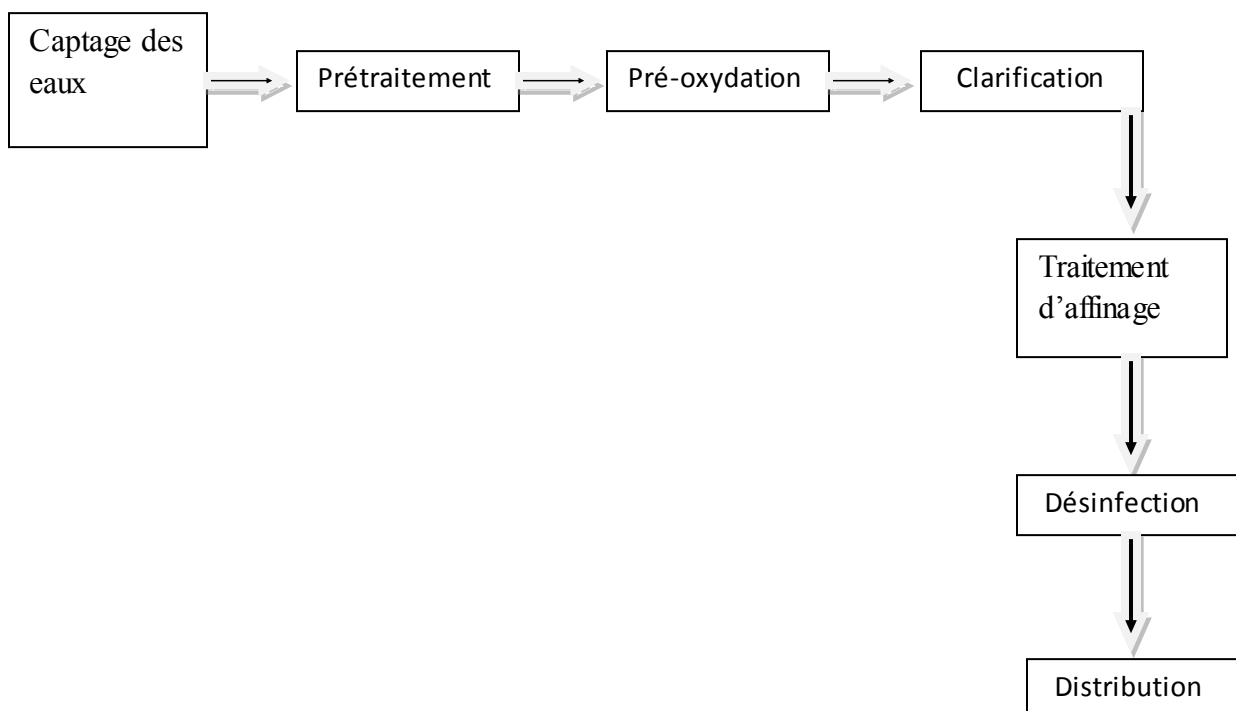 Captage des
eaux
Prétraitement
Pré-oxydation
Clarification
Traitement
d’affinage
Désinfection
Distribution